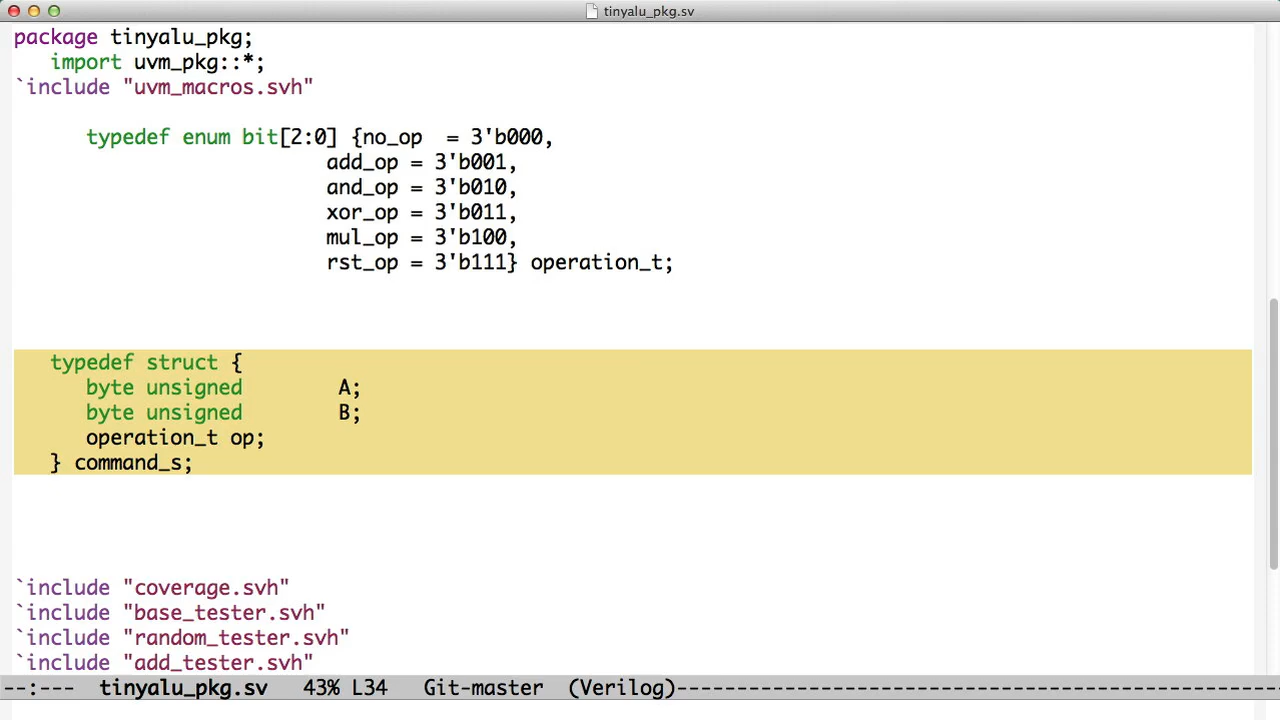 tinyalu_pkg.sv
package tinyalu_pkg;
   import uvm_pkg::*;
`include "uvm_macros.svh"
      typedef enum bit[2:0] {no_op  = 3'b000,
                          add_op = 3'b001,
                          and_op = 3'b010,
                          xor_op = 3'b011,
                          mul_op = 3'b100,
                          rst_op = 3'b111} operation_t;
   typedef struct {
      byte unsigned        A;
      byte unsigned        B;
      operation_t op;
   } command_s;
`include "coverage.svh"
`include "base_tester.svh"
`include "random_tester.svh"
`include "add_tester.svh"
--:---  tinyalu_pkg.sv   43% L34   Git-master  (Verilog)--------------------------------------------------